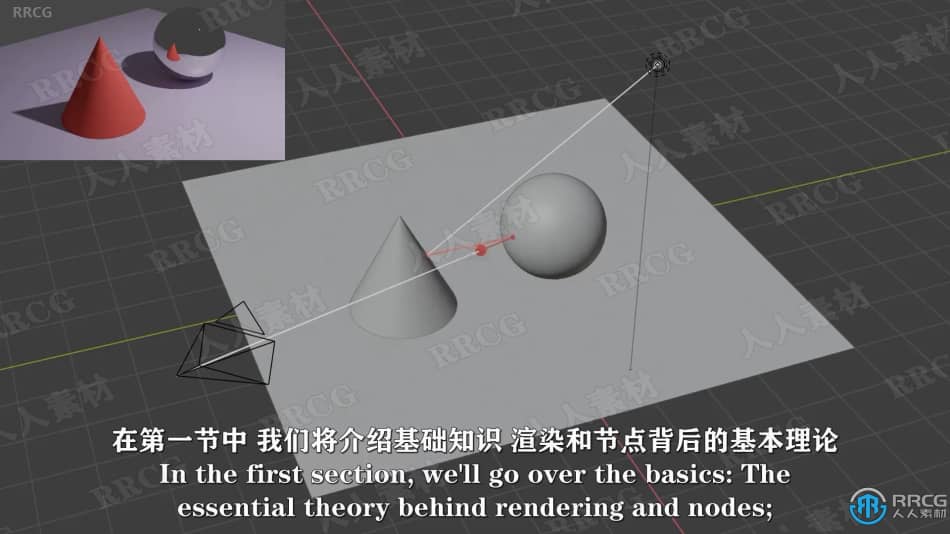 RRCG
在第一节中 我们将介绍基础知识 渲染和节点背后的基本理论
In the first section, we'll go over the basics: The
essential theory behind rendering and nodes;
RRCG
人人素材